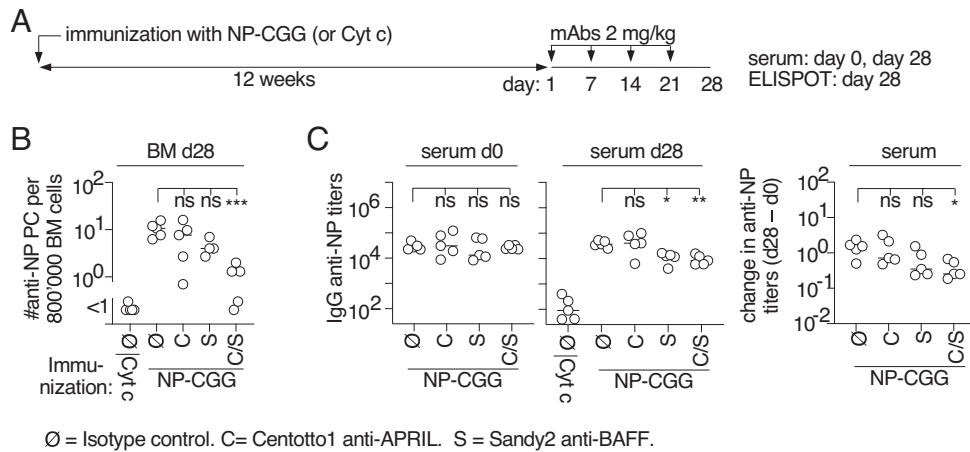 A
immunization with NP-CGG (or Cyt c)
mAbs 2 mg/kg
12 weeks
day: 1 7 14 21 28
serum: day 0, day 28
ELISPOT: day 28
B
BM d28
#anti-NP PC per
800'000 BM cells
10¹
10⁰
<1
ns ns ***
Ø C S C/S
Immu-
nization:
Cyt c
NP-CGG
C
serum d0
IgG anti-NP titers
10⁶
10⁴
10²
ns ns ns
Ø C S C/S
NP-CGG
serum d28
ns * **
Ø Ø C S C/S
Cyt c
NP-CGG
serum
change in anti-NP
titers (d28 – d0)
10²
10¹
10⁰
10⁻¹
10⁻²
ns ns *
Ø C S C/S
NP-CGG
Ø = Isotype control. C= Centotto1 anti-APRIL. S = Sandy2 anti-BAFF.